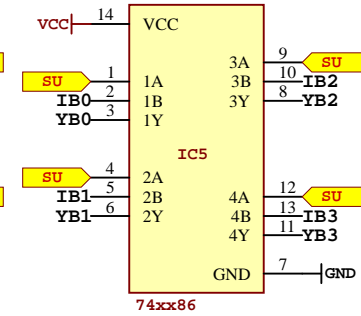 VCC 14 VCC
3A 9 SU
SU 1 1A 3B 10 IB2
IB0 2 1B 3Y 8 YB2
YB0 3 1Y
IC5
SU 4 2A 4A 12 SU
IB1 5 2B 4B 13 IB3
YB1 6 2Y 4Y 11 YB3
GND 7 GND
74xx86